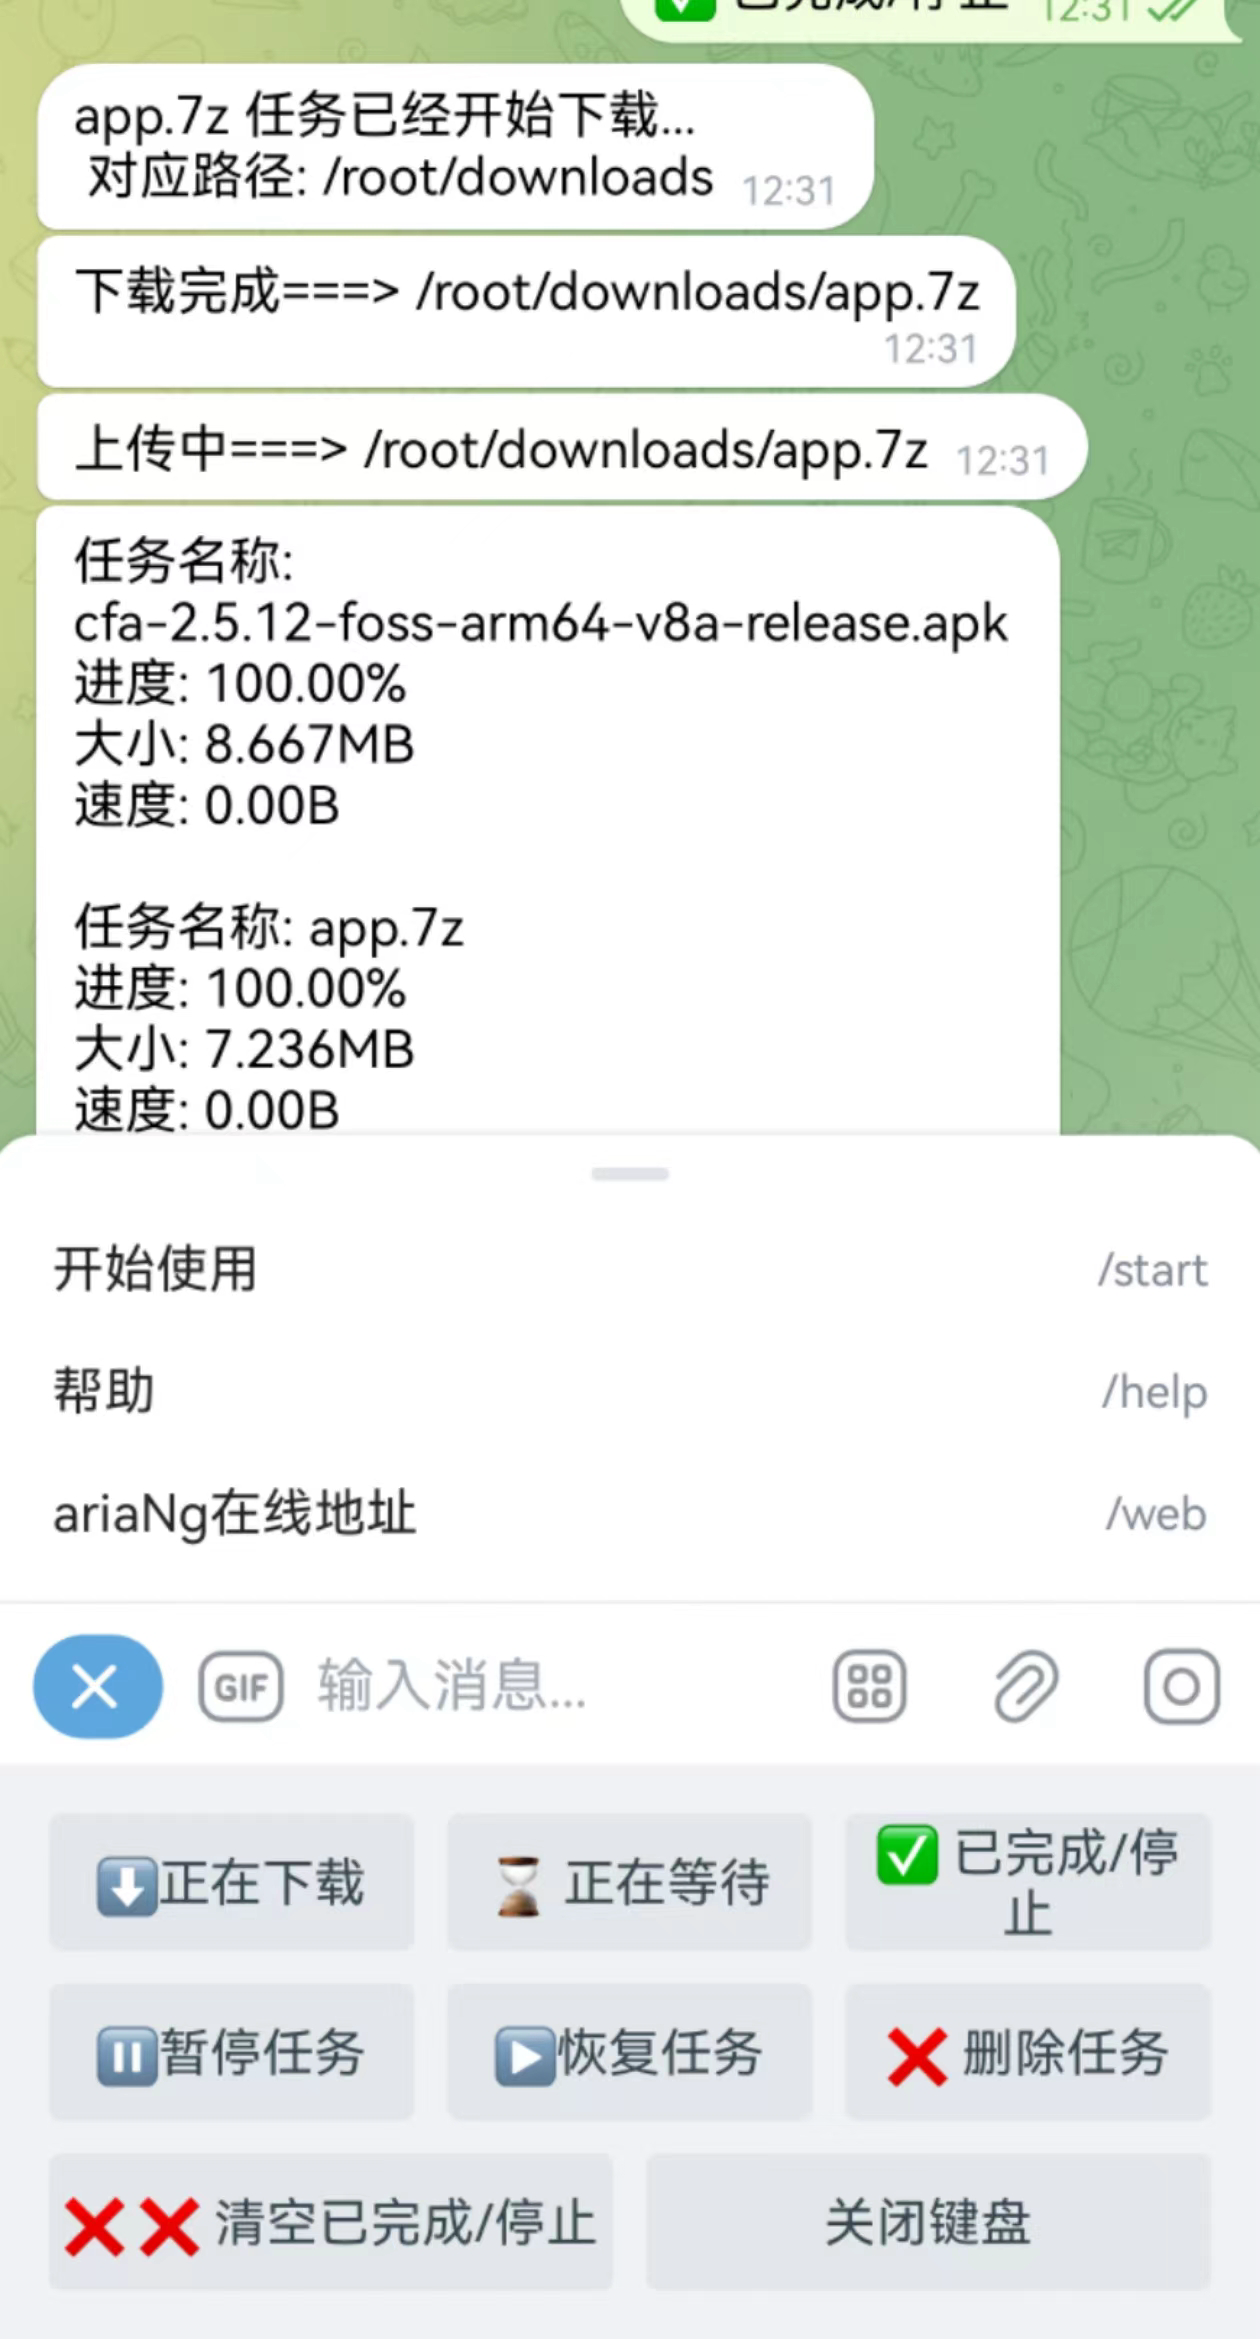 已完成/停止 12:31
app.7z 任务已经开始下载...
对应路径: /root/downloads 12:31
下载完成===> /root/downloads/app.7z
12:31
上传中===> /root/downloads/app.7z 12:31
任务名称:
cfa-2.5.12-foss-arm64-v8a-release.apk
进度: 100.00%
大小: 8.667MB
速度: 0.00B
任务名称: app.7z
进度: 100.00%
大小: 7.236MB
速度: 0.00B
开始使用 /start
帮助 /help
ariaNg在线地址 /web
GIF 输入消息...
正在下载 正在等待 已完成/停
止
暂停任务 恢复任务 删除任务
清空已完成/停止 关闭键盘